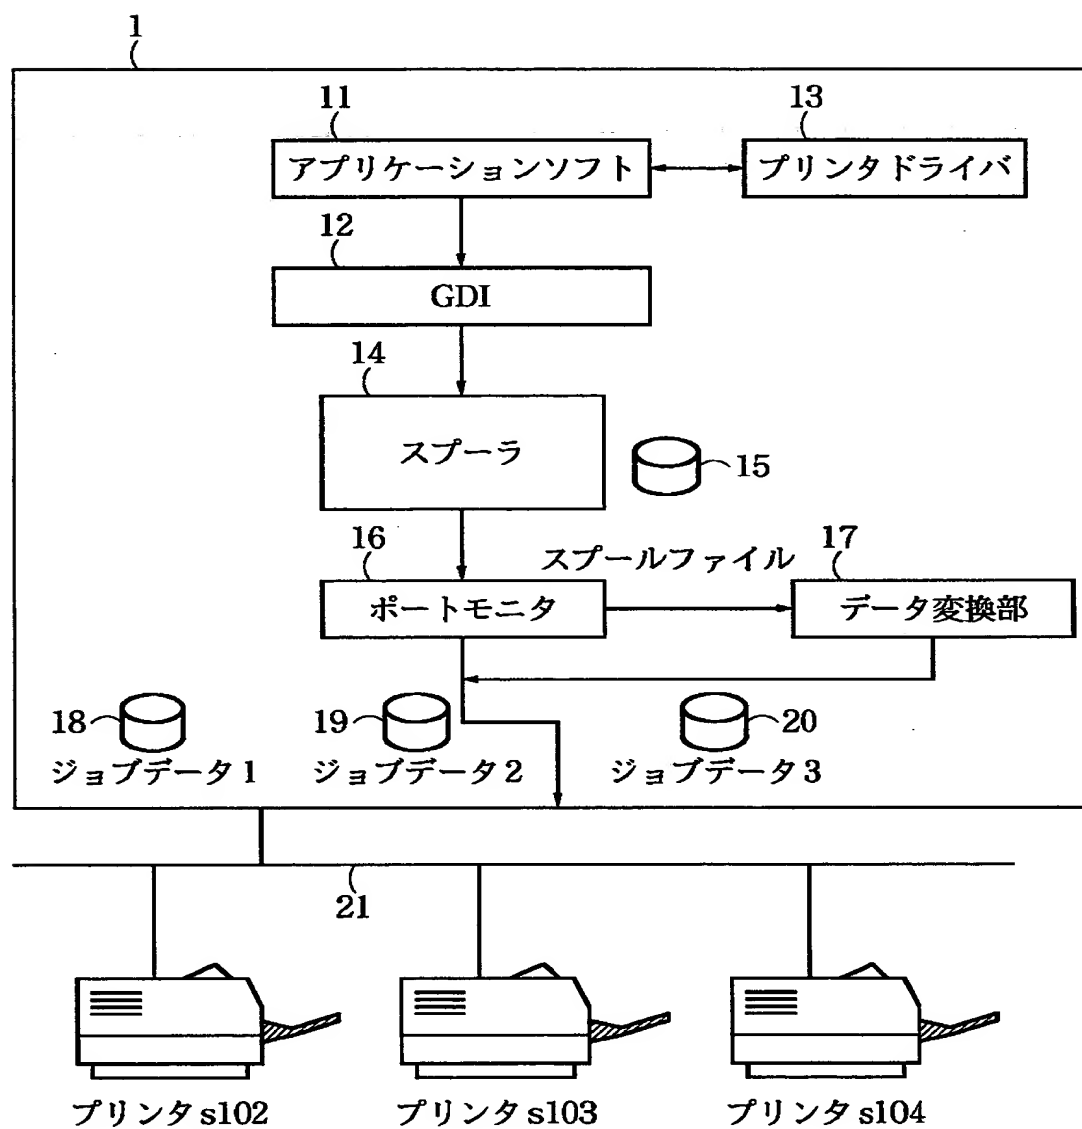 1
11
13
アプリケーションソフト
プリンタドライバ
12
GDI
14
スプーラ
15
16
スプールファイル
17
ポートモニタ
データ変換部
18
19
20
ジョブデータ1
ジョブデータ2
ジョブデータ3
21
プリンタs102
プリンタs103
プリンタs104